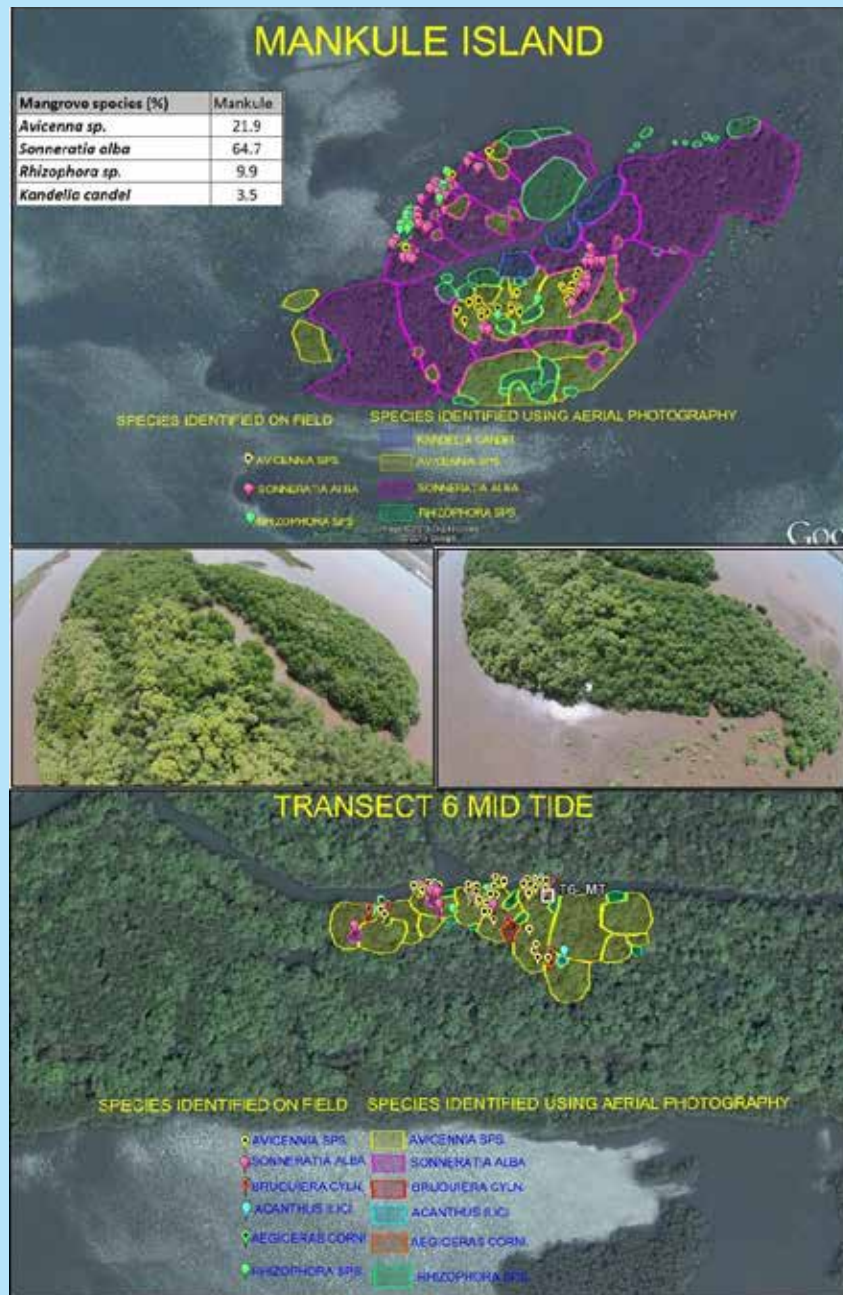 MANKULE ISLAND
Mangrove species (%) Mankule
Avicenna sp. 21.9
Sonneratia alba 64.7
Rhizophora sp. 9.9
Kandelia candel 3.5
SPECIES IDENTIFIED ON FIELD SPECIES IDENTIFIED USING AERIAL PHOTOGRAPHY
KANDELIA
AVICENNIA SPS. AVICENNIA SPS.
SONNERATIA ALBA SONNERATIA ALBA
RHIZOPHORA SPS. RHIZOPHORA SPS.
Goo
TRANSECT 6 MID TIDE
T6_MT
SPECIES IDENTIFIED ON FIELD SPECIES IDENTIFIED USING AERIAL PHOTOGRAPHY
AVICENNIA SPS. AVICENNIA SPS.
SONNERATIA ALBA SONNERATIA ALBA
BRUGUIERA CYLN. BRUGUIERA CYLN.
ACANTHUS ILICI. ACANTHUS ILICI.
AEGICERAS CORNI. AEGICERAS CORNI.
RHIZOPHORA SPS. RHIZOPHORA SPS.